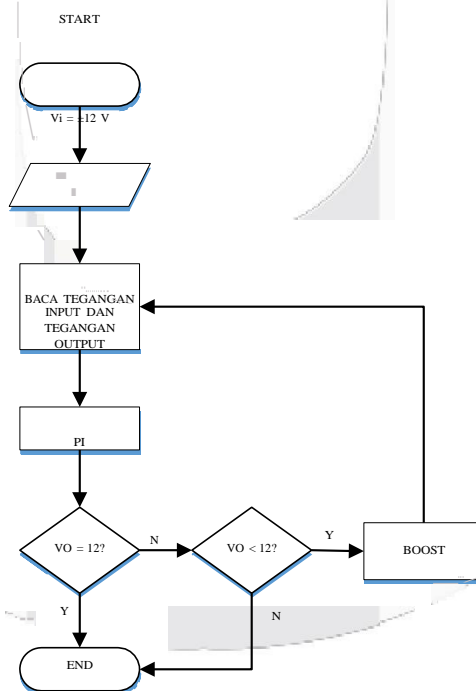 START
Vi = ±12 V
BACA TEGANGAN
INPUT DAN
TEGANGAN
OUTPUT
PI
VO = 12?
N
VO < 12?
Y
BOOST
Y
N
END